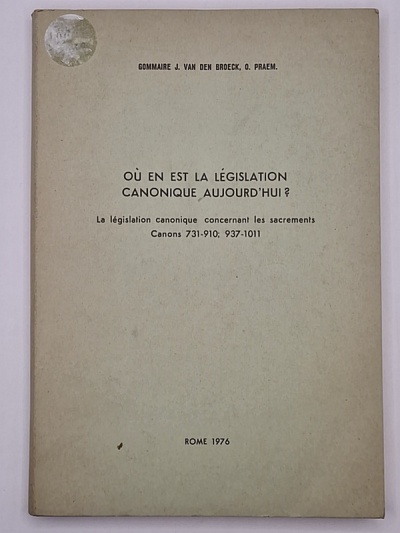 GOMMAIRE J. VAN DEN BROECK, O. PRAEM.
OÙ EN EST LA LÉGISLATION
CANONIQUE AUJOURD'HUI?
La législation canonique concernant les sacrements
Canons 731-910; 937-1011
ROME 1976